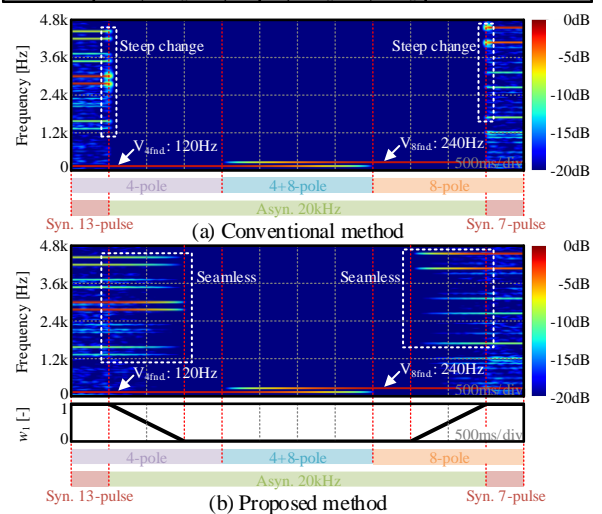 4.8k
3.6k
2.4k
1.2k
0
Frequency [Hz]
Steep change
Steep change
V4fnd: 120Hz
V8fnd: 240Hz
500ms/div
0dB
-5dB
-10dB
-15dB
-20dB
4-pole
4+8-pole
8-pole
Asyn. 20kHz
Syn. 13-pulse
Syn. 7-pulse
(a) Conventional method
4.8k
3.6k
2.4k
1.2k
0
Frequency [Hz]
Seamless
Seamless
V4fnd: 120Hz
V8fnd: 240Hz
500ms/div
0dB
-5dB
-10dB
-15dB
-20dB
w1 [-]
1
0
500ms/div
4-pole
4+8-pole
8-pole
Asyn. 20kHz
Syn. 13-pulse
Syn. 7-pulse
(b) Proposed method